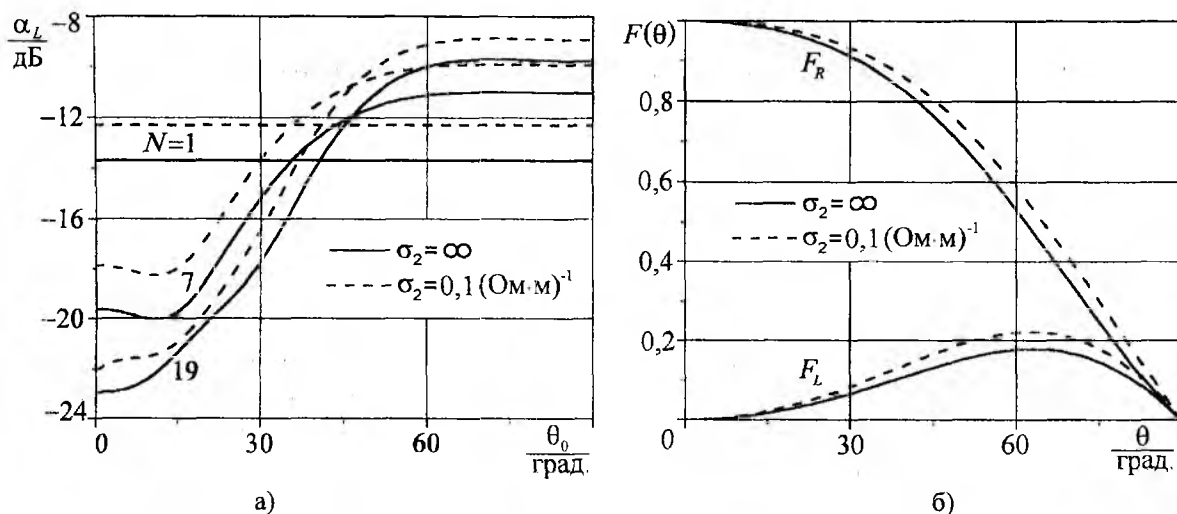 α_L
дБ
−8
−12
−16
−20
−24
N=1
7
19
σ₂=∞
σ₂=0,1(Ом·м)⁻¹
0
30
60
θ₀
град.
а)
F(θ)
0,8
0,6
0,4
0,2
F_R
F_L
σ₂=∞
σ₂=0,1(Ом·м)⁻¹
0
30
60
θ
град.
б)